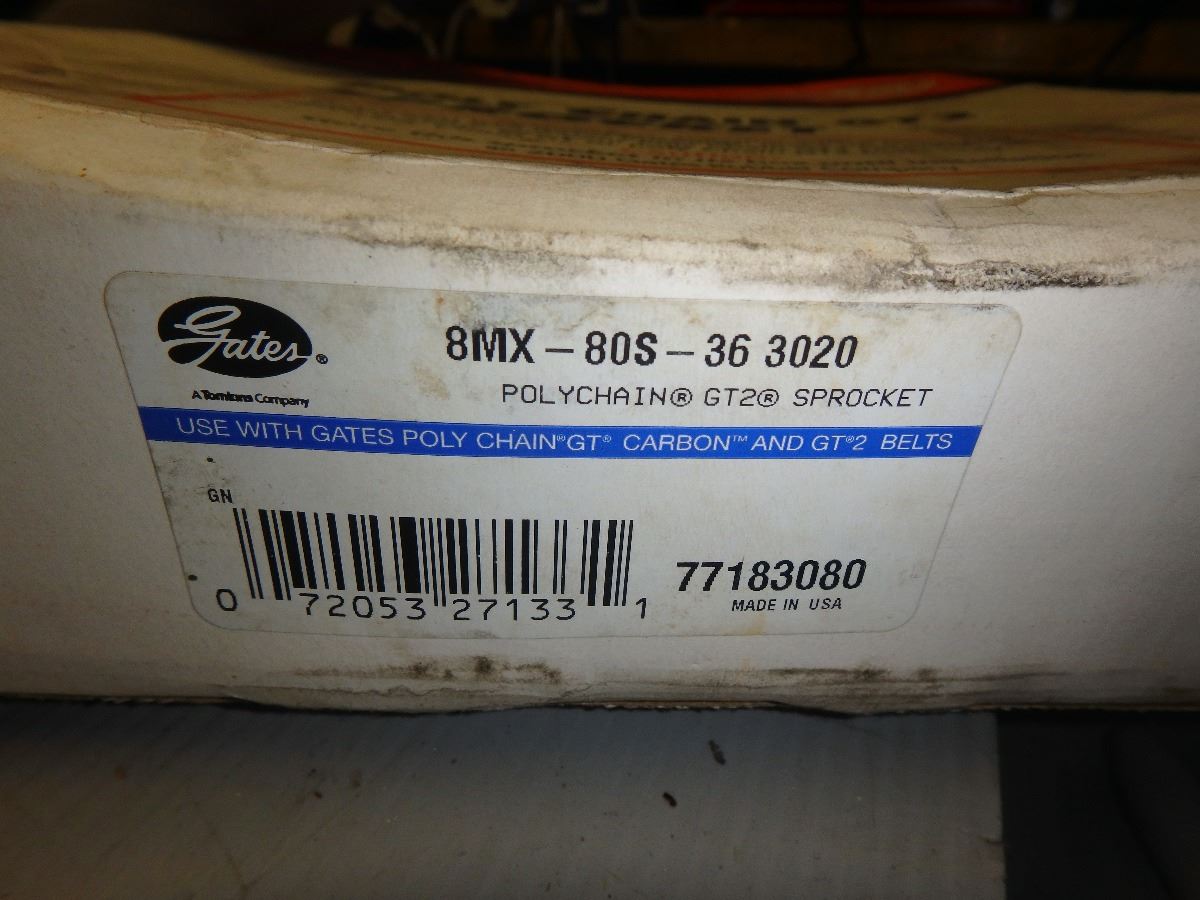 Gates®
A Tomkins Company
8MX-80S-36 3020
POLYCHAIN® GT2® SPROCKET
USE WITH GATES POLY CHAIN®GT® CARBON™ AND GT®2 BELTS
GN
0 72053 27133 1
77183080
MADE IN USA